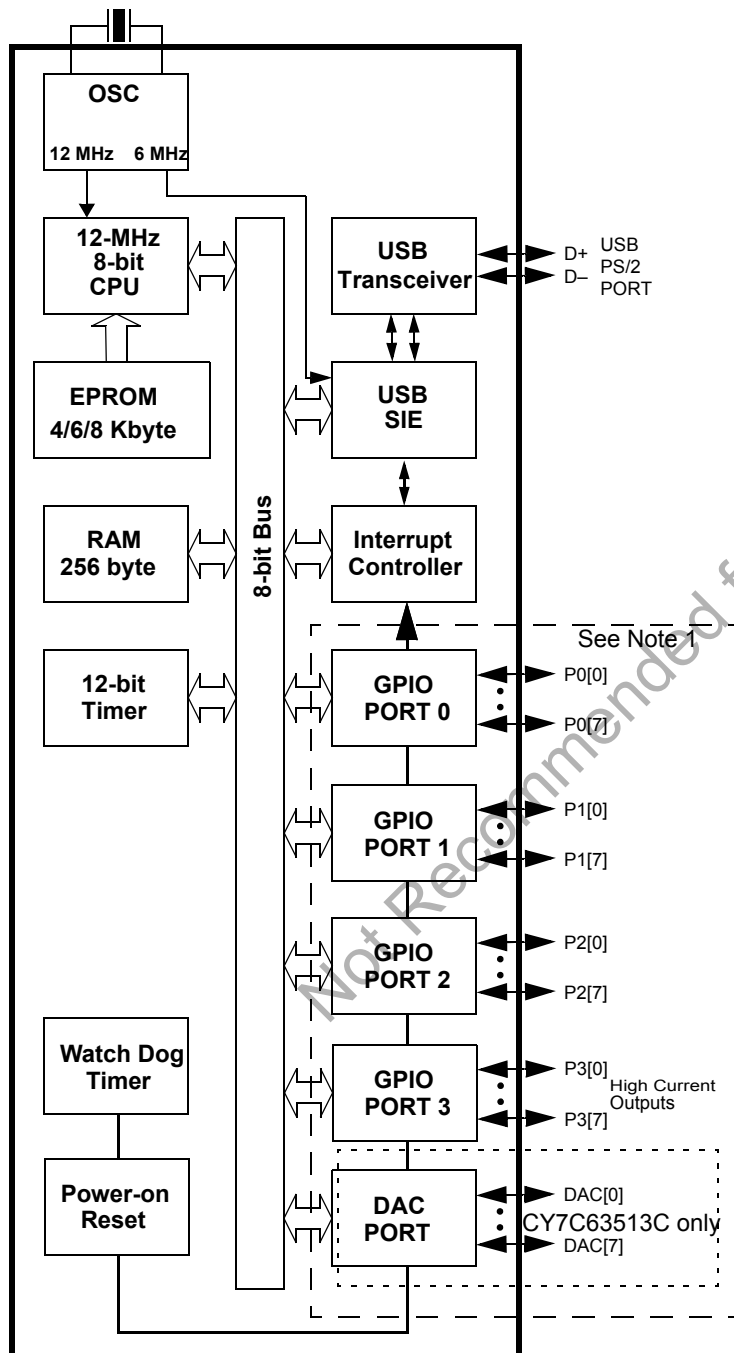 OSC
12 MHz 6 MHz
12-MHz
8-bit
CPU
USB
Transceiver
D+
D–
USB
PS/2
PORT
EPROM
4/6/8 Kbyte
USB
SIE
8-bit Bus
RAM
256 byte
Interrupt
Controller
See Note 1
12-bit
Timer
GPIO
PORT 0
P0[0]
P0[7]
GPIO
PORT 1
P1[0]
P1[7]
GPIO
PORT 2
P2[0]
P2[7]
Watch Dog
Timer
GPIO
PORT 3
P3[0]
P3[7]
High Current
Outputs
Power-on
Reset
DAC
PORT
DAC[0]
CY7C63513C only
DAC[7]
Not Recommended f